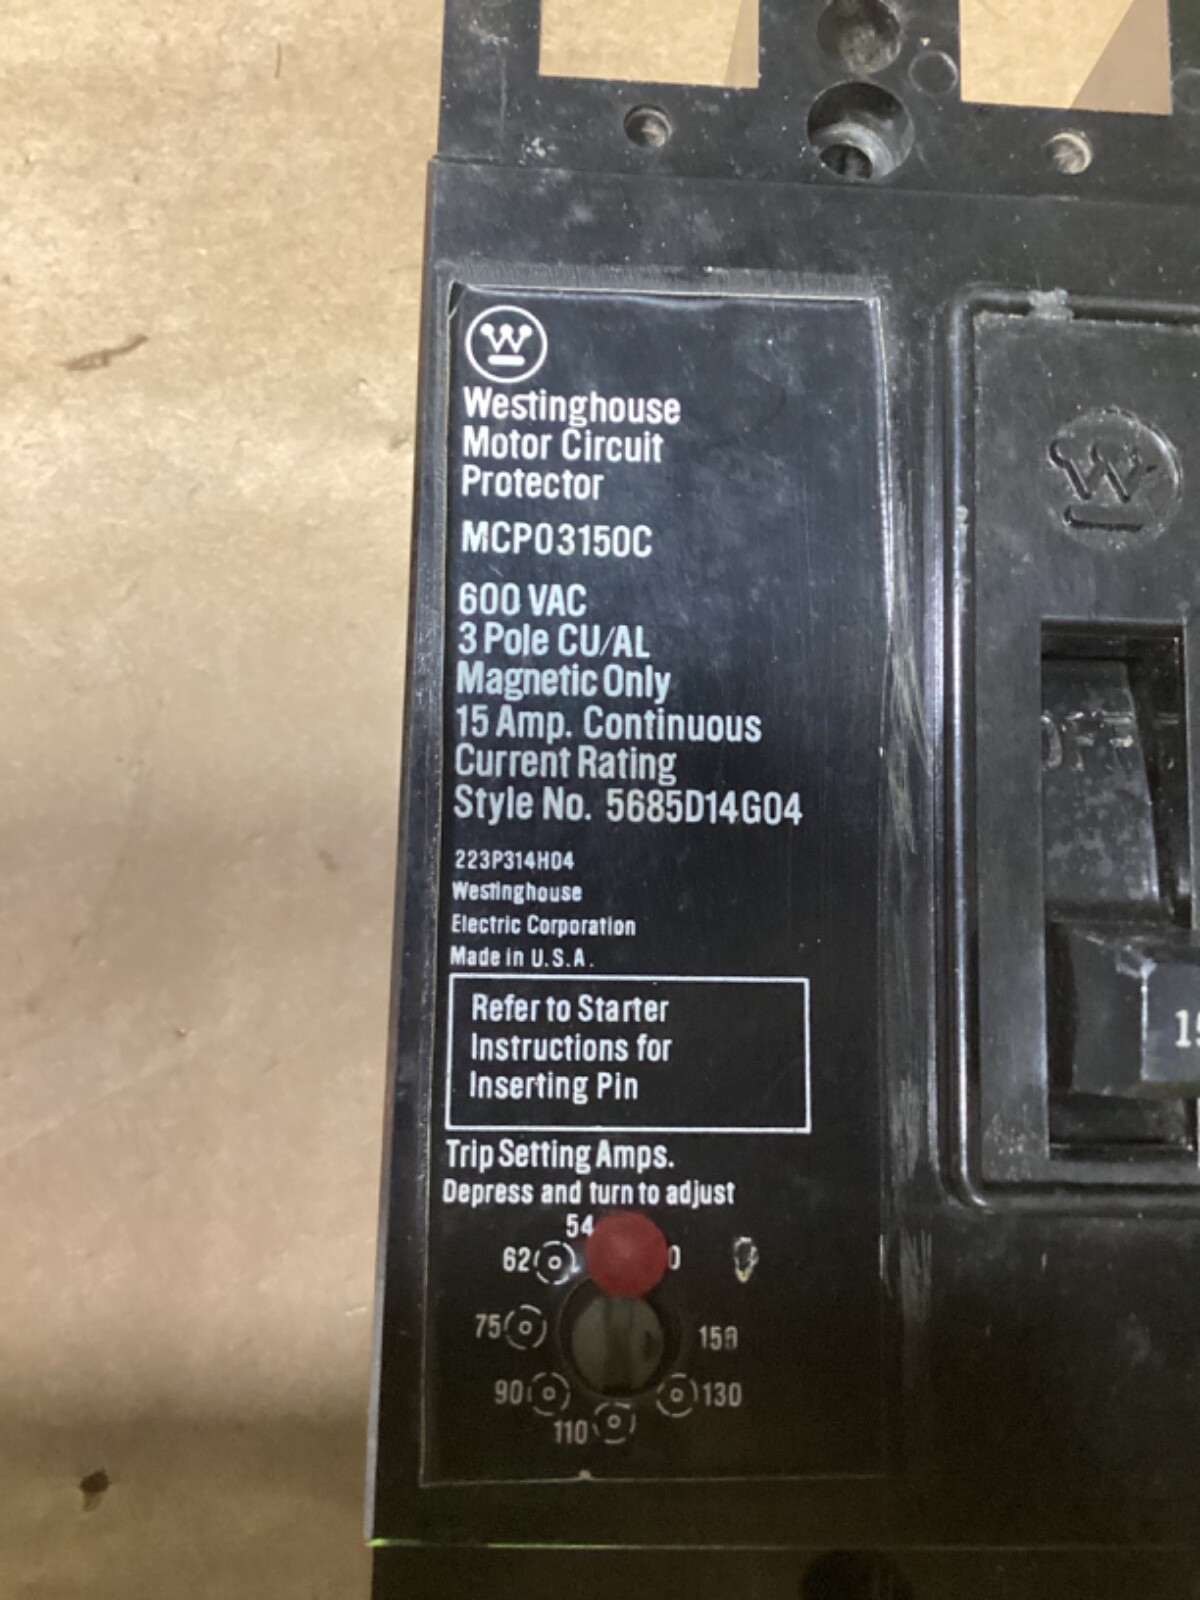 W
Westinghouse
Motor Circuit
Protector
MCP03150C
600 VAC
3 Pole CU/AL
Magnetic Only
15 Amp. Continuous
Current Rating
Style No. 5685D14G04
223P314H04
Westinghouse
Electric Corporation
Made in U.S.A.
Refer to Starter
Instructions for
Inserting Pin
Trip Setting Amps.
Depress and turn to adjust
54
62
75
150
90
130
110
W
OFF